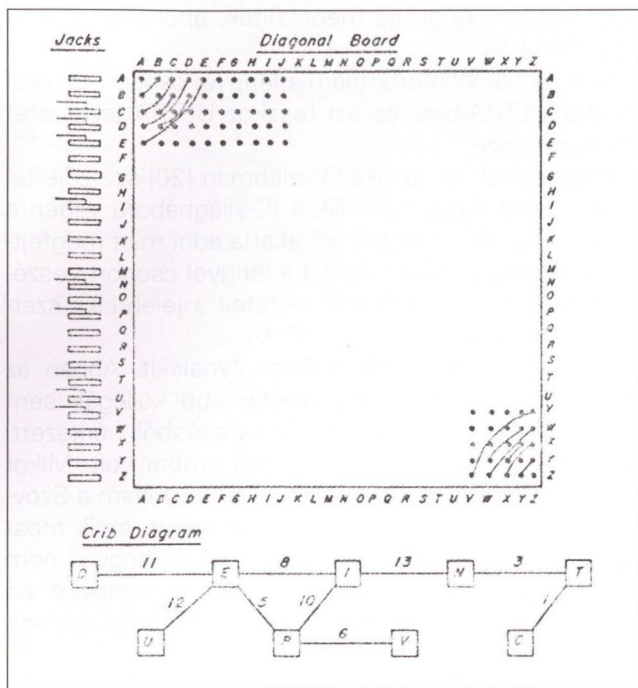 Jacks
Diagonal Board
A B C D E F G H I J K L M N O P Q R S T U V W X Y Z
A A
B B
C C
D D
E E
F F
G G
H H
I I
J J
K K
L L
M M
N N
O O
P P
Q Q
R R
S S
T T
U U
V V
W W
X X
Y Y
Z Z
A B C D E F G H I J K L M N O P Q R S T U V W X Y Z
Crib Diagram
D 11 E 8 I 13 N 3 T
12 5 10 1
U P 6 V C